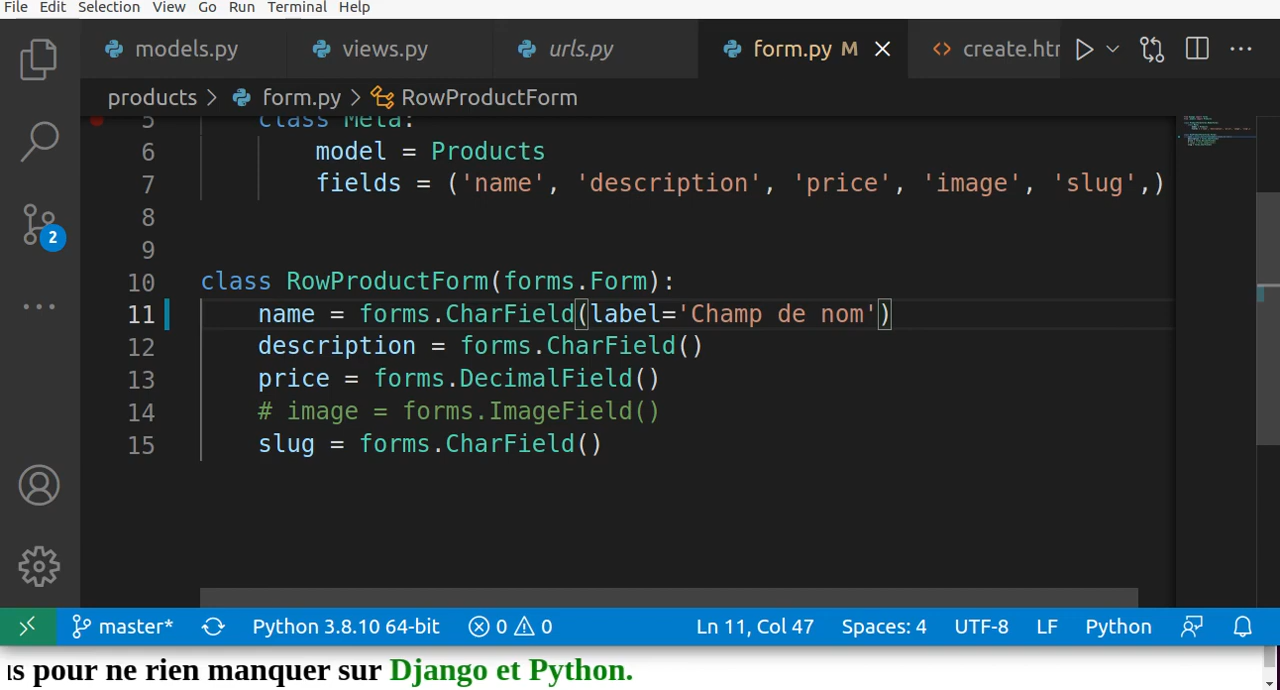 File Edit Selection View Go Run Terminal Help
models.py views.py urls.py form.py M create.htm
products > form.py > RowProductForm
5 class Meta:
6 model = Products
7 fields = ('name', 'description', 'price', 'image', 'slug',)
8
9
10 class RowProductForm(forms.Form):
11 name = forms.CharField(label='Champ de nom')
12 description = forms.CharField()
13 price = forms.DecimalField()
14 # image = forms.ImageField()
15 slug = forms.CharField()
2
master* Python 3.8.10 64-bit 0 0 Ln 11, Col 47 Spaces: 4 UTF-8 LF Python
us pour ne rien manquer sur Django et Python.